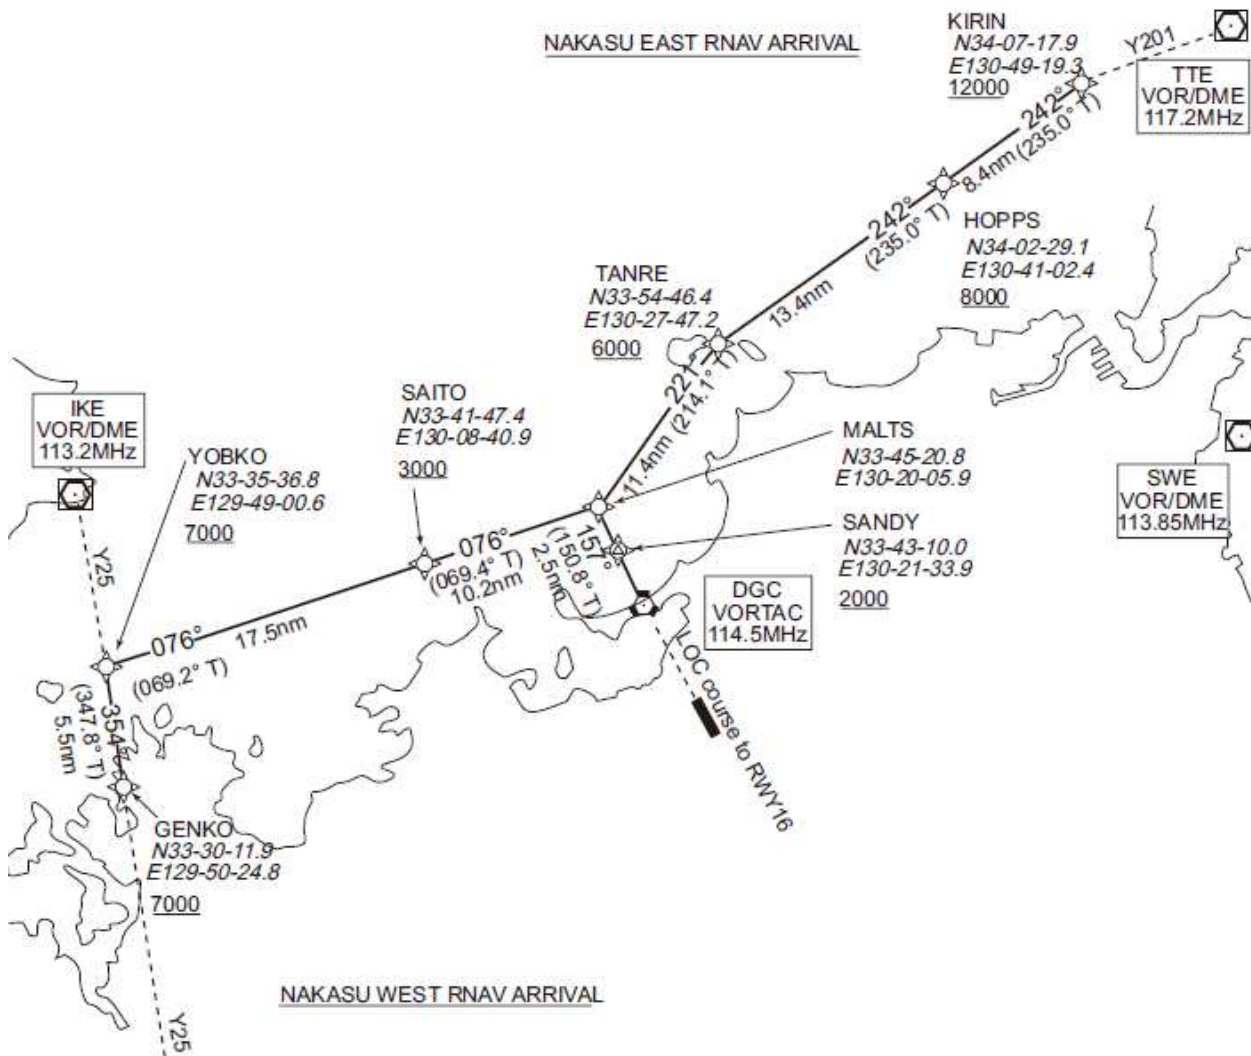 NAKASU EAST RNAV ARRIVAL
KIRIN
N34-07-17.9
E130-49-19.3
12000
Y201
TTE
VOR/DME
117.2MHz
242°
(235.0° T)
8.4nm
HOPPS
N34-02-29.1
E130-41-02.4
8000
242°
(235.0° T)
13.4nm
TANRE
N33-54-46.4
E130-27-47.2
6000
221°
(214.1° T)
11.4nm
IKE
VOR/DME
113.2MHz
SAITO
N33-41-47.4
E130-08-40.9
3000
YOBKO
N33-35-36.8
E129-49-00.6
7000
MALTS
N33-45-20.8
E130-20-05.9
SANDY
N33-43-10.0
E130-21-33.9
2000
SWE
VOR/DME
113.85MHz
Y25
076°
(069.4° T)
10.2nm
157°
(150.8° T)
2.5nm
DGC
VORTAC
114.5MHz
076°
17.5nm
(069.2° T)
354°
(347.8° T)
5.5nm
LOC course to RWY16
GENKO
N33-30-11.9
E129-50-24.8
7000
NAKASU WEST RNAV ARRIVAL
Y25